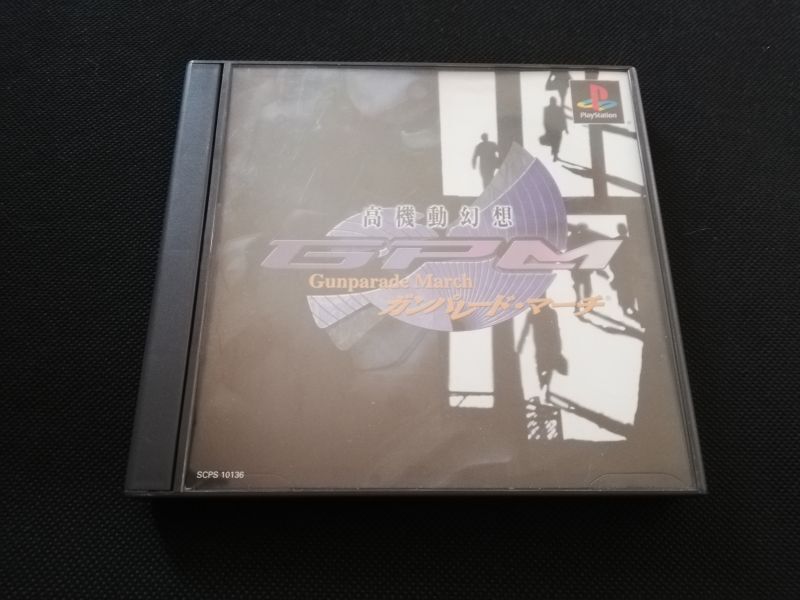 PlayStation
高機動幻想
GPM
Gunparade March
ガンパレード・マーチ
SCPS 10136